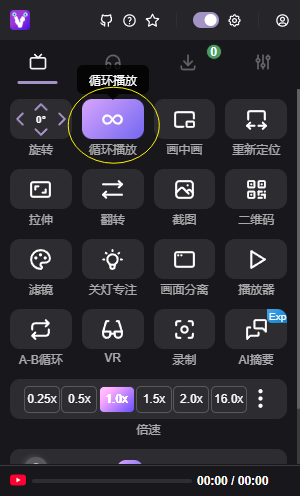 0
循环播放
0°
旋转
循环播放
画中画
重新定位
拉伸
翻转
截图
二维码
滤镜
关灯专注
画面分离
播放器
Exp
A-B循环
VR
录制
AI摘要
0.25x 0.5x 1.0x 1.5x 2.0x 16.0x
倍速
00:00 / 00:00